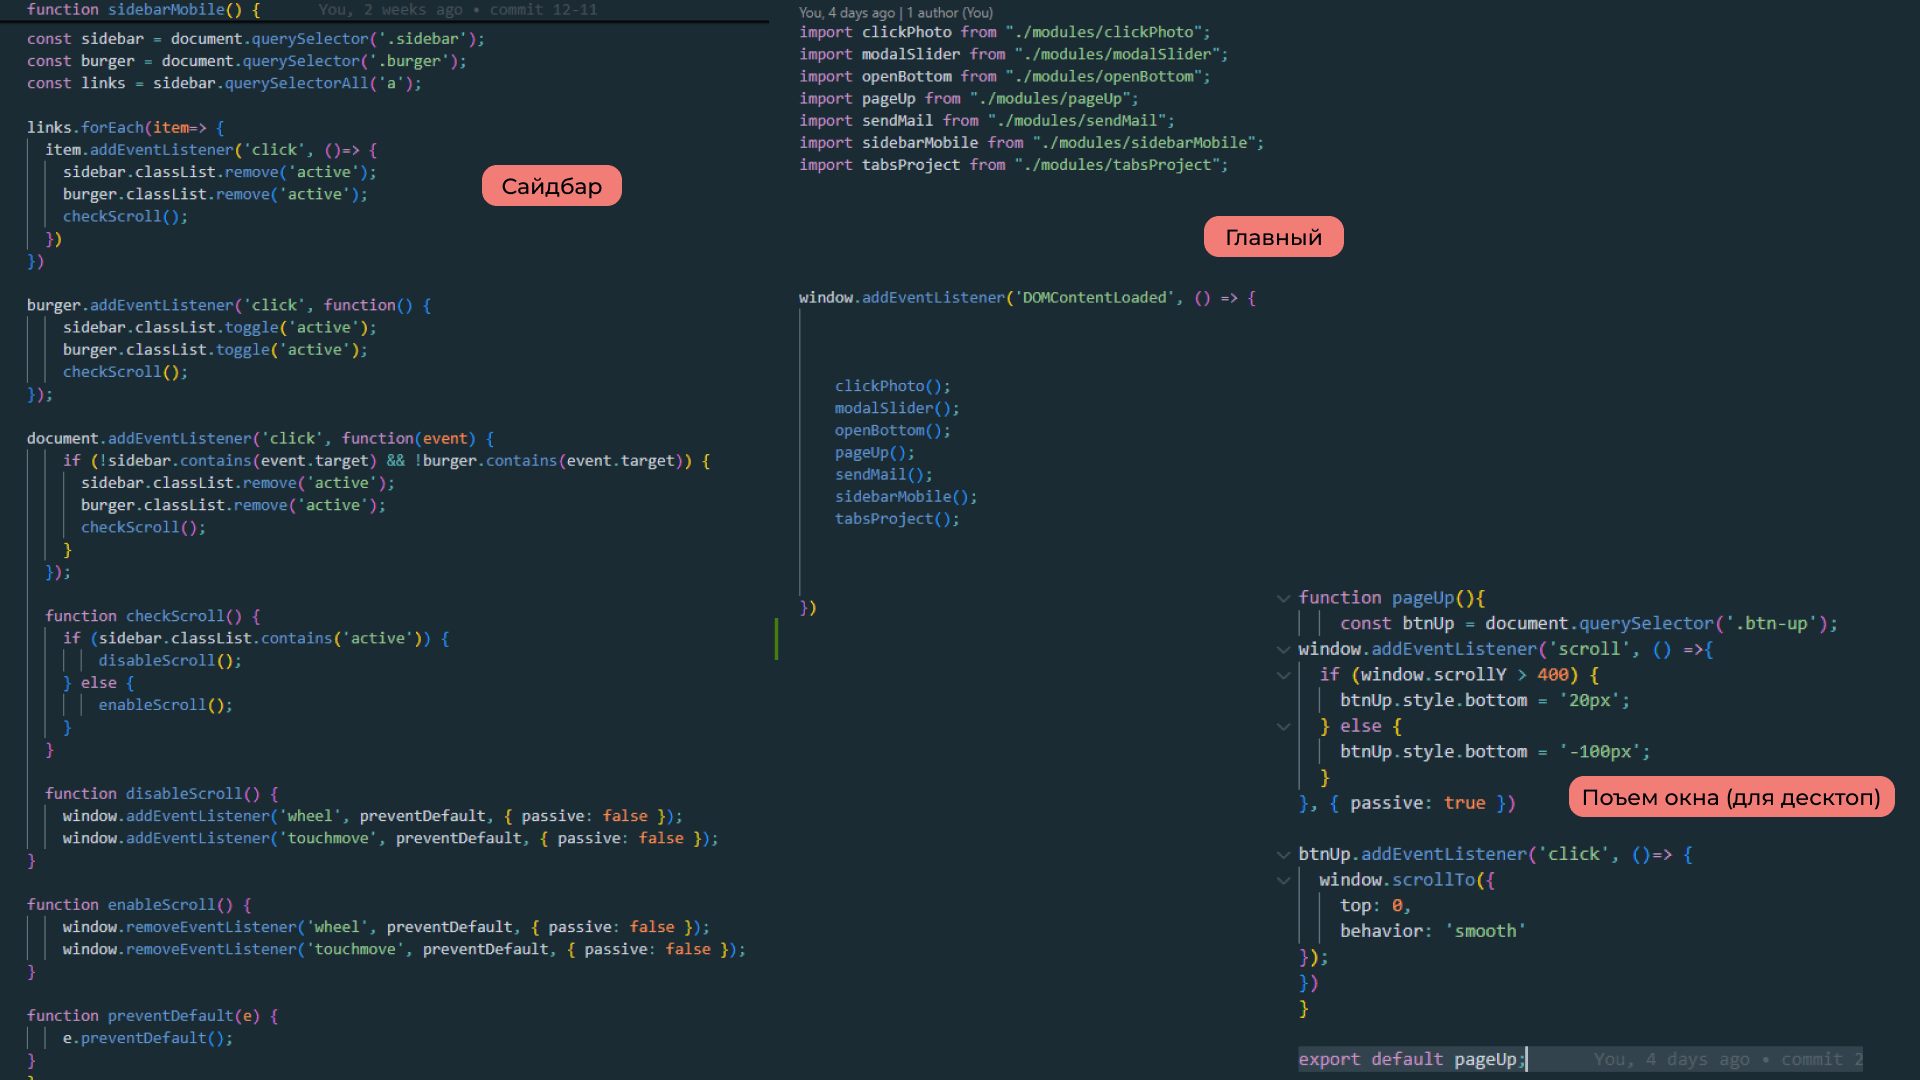 function sidebarMobile() {      You, 2 weeks ago • commit 12-11
const sidebar = document.querySelector('.sidebar');
const burger = document.querySelector('.burger');
const links = sidebar.querySelectorAll('a');
links.forEach(item=> {
  item.addEventListener('click', ()=> {
    sidebar.classList.remove('active');
    burger.classList.remove('active');
    checkScroll();
  })
})
burger.addEventListener('click', function() {
    sidebar.classList.toggle('active');
    burger.classList.toggle('active');
    checkScroll();
});
document.addEventListener('click', function(event) {
    if (!sidebar.contains(event.target) && !burger.contains(event.target)) {
      sidebar.classList.remove('active');
      burger.classList.remove('active');
      checkScroll();
    }
  });
  function checkScroll() {
    if (sidebar.classList.contains('active')) {
        disableScroll();
    } else {
        enableScroll();
    }
  }
  function disableScroll() {
    window.addEventListener('wheel', preventDefault, { passive: false });
    window.addEventListener('touchmove', preventDefault, { passive: false });
}
function enableScroll() {
    window.removeEventListener('wheel', preventDefault, { passive: false });
    window.removeEventListener('touchmove', preventDefault, { passive: false });
}
function preventDefault(e) {
    e.preventDefault();
}
}
Сайдбар
You, 4 days ago | 1 author (You)
import clickPhoto from "./modules/clickPhoto";
import modalSlider from "./modules/modalSlider";
import openBottom from "./modules/openBottom";
import pageUp from "./modules/pageUp";
import sendMail from "./modules/sendMail";
import sidebarMobile from "./modules/sidebarMobile";
import tabsProject from "./modules/tabsProject";
Главный
window.addEventListener('DOMContentLoaded', () => {
    clickPhoto();
    modalSlider();
    openBottom();
    pageUp();
    sendMail();
    sidebarMobile();
    tabsProject();
})
function pageUp(){
    const btnUp = document.querySelector('.btn-up');
window.addEventListener('scroll', () =>{
  if (window.scrollY > 400) {
    btnUp.style.bottom = '20px';
  } else {
    btnUp.style.bottom = '-100px';
  }
}, { passive: true })
Поъем окна (для десктоп)
btnUp.addEventListener('click', ()=> {
  window.scrollTo({
    top: 0,
    behavior: 'smooth'
});
})
}
export default pageUp;      You, 4 days ago • commit 2